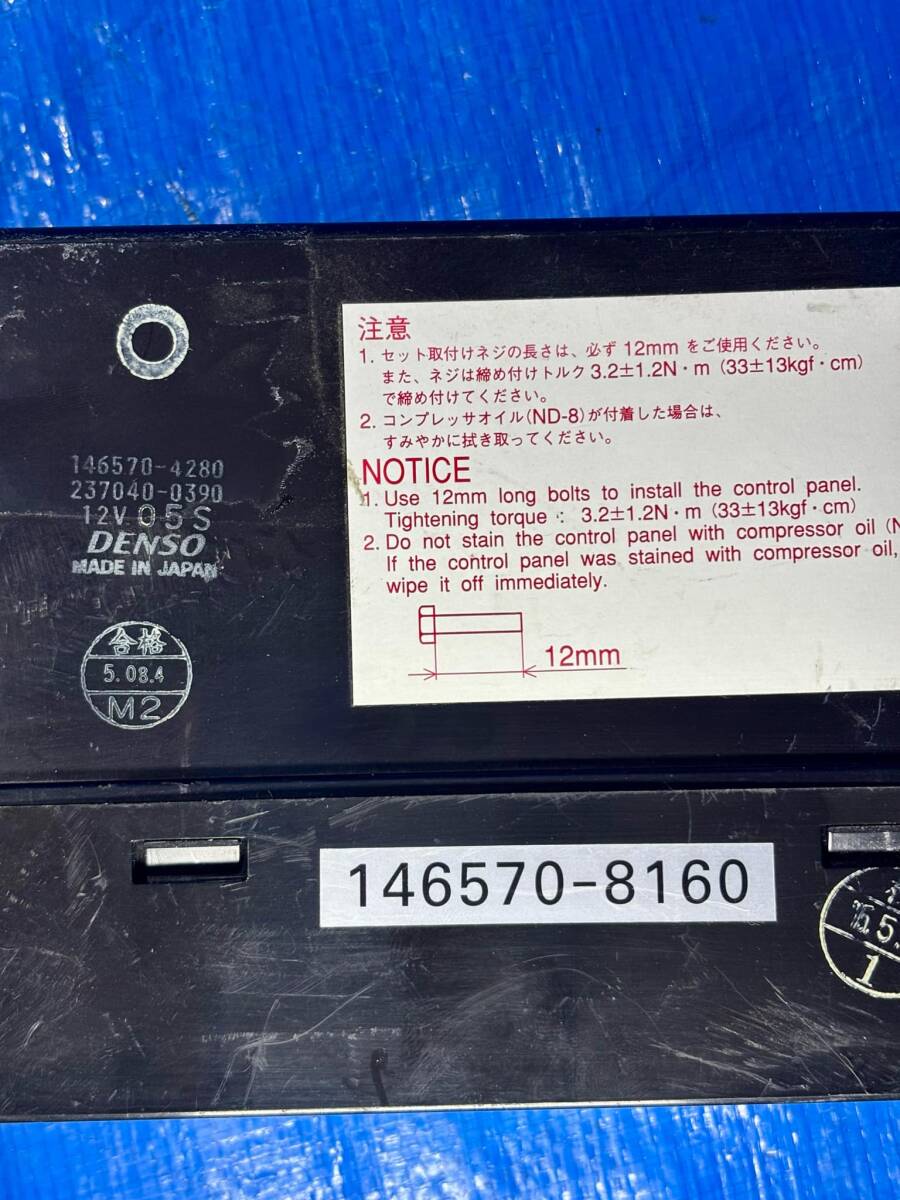 注意
1. セット取付けネジの長さは、必ず 12mm をご使用ください。
また、ネジは締め付けトルク 3.2±1.2N・m (33±13kgf・cm)
で締め付けてください。
2. コンプレッサオイル(ND-8)が付着した場合は、
すみやかに拭き取ってください。
NOTICE
1. Use 12mm long bolts to install the control panel.
Tightening torque : 3.2±1.2N・m (33±13kgf・cm)
2. Do not stain the control panel with compressor oil (N
If the control panel was stained with compressor oil,
wipe it off immediately.
12mm
146570-4280
237040-0390
12V 05S
DENSO
MADE IN JAPAN
合格
5.08.4
M2
146570-8160
1